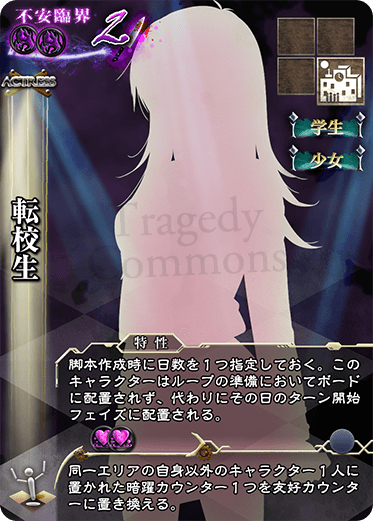 不安臨界
2
ACTRESS
学生
少女
転校生
Tragedy
Commons
特性
脚本作成時に日数を1つ指定しておく。この
キャラクターはループの準備においてボード
に配置されず、代わりにその日のターン開始
フェイズに配置される。
同一エリアの自身以外のキャラクター1人に
置かれた暗躍カウンター1つを友好カウンター
に置き換える。